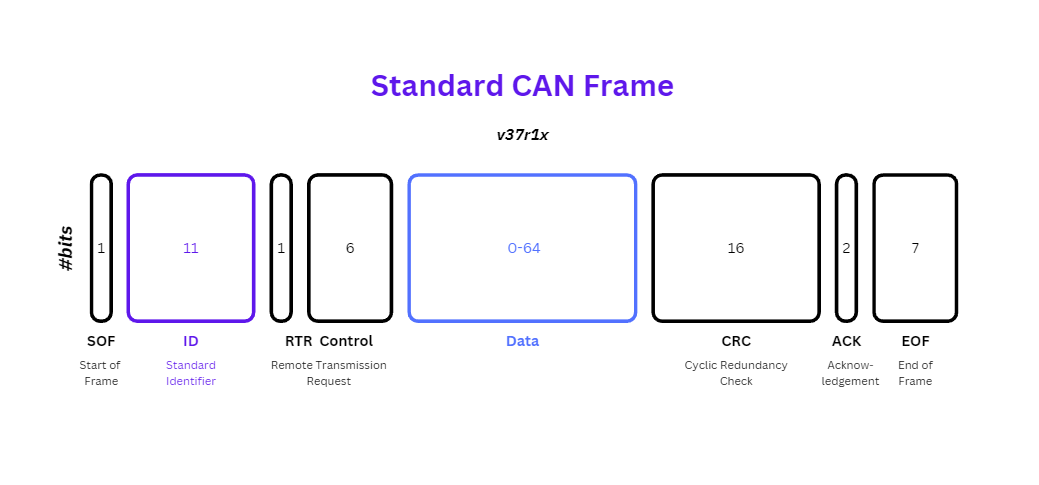 Standard CAN Frame
v37r1x
#bits
1 11 1 6 0-64 16 2 7
SOF ID RTR Control Data CRC ACK EOF
Start of Standard Remote Transmission Cyclic Redundancy Acknow- End of
Frame Identifier Request Check ledgement Frame